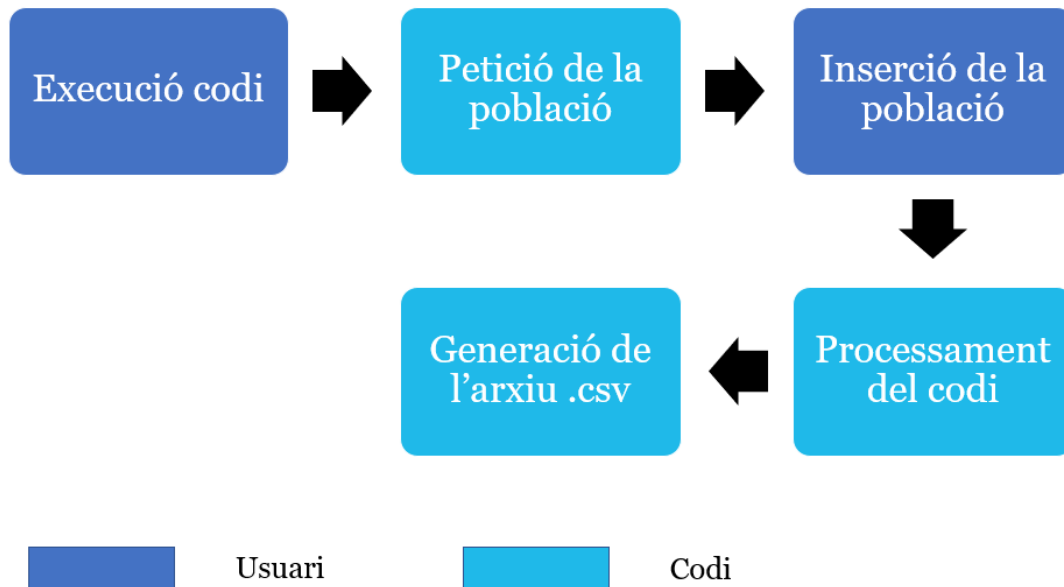 Execució codi
Petició de la
població
Inserció de la
població
Processament
del codi
Generació de
l’arxiu .csv
Usuari
Codi